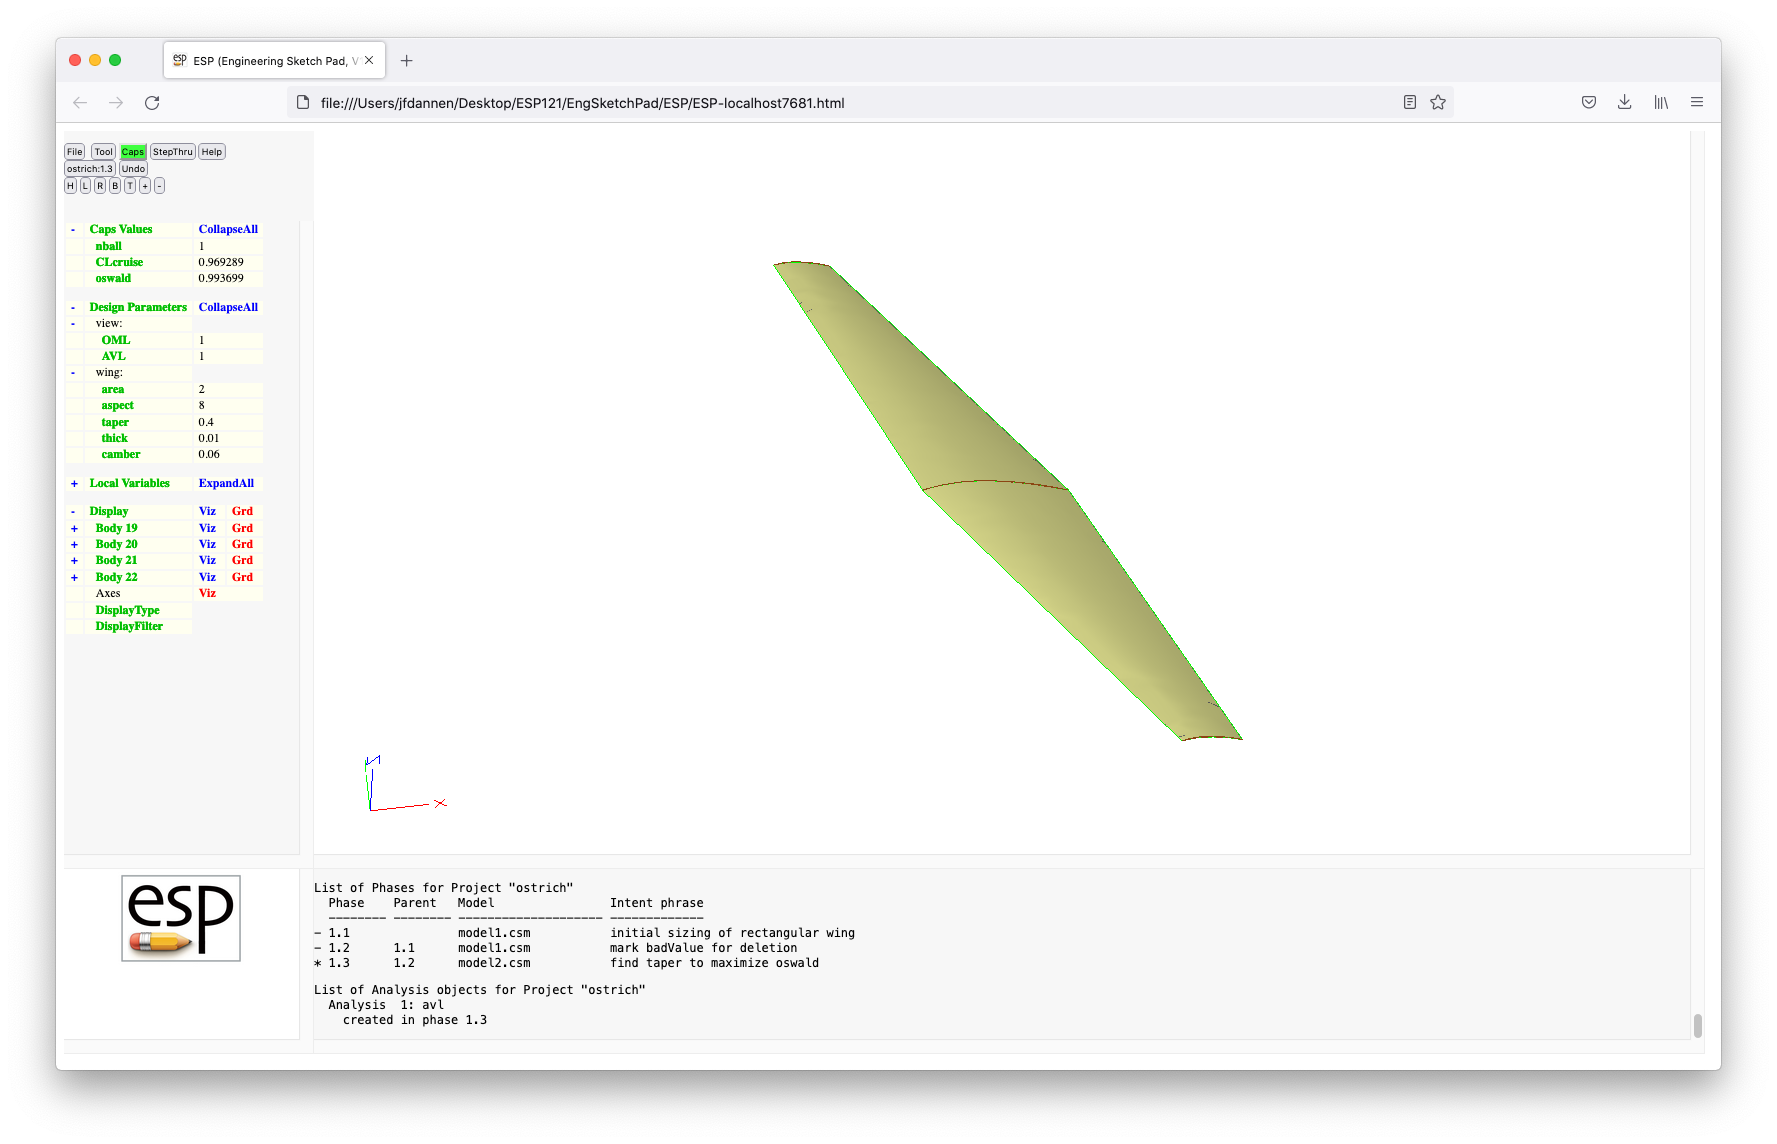 esp ESP (Engineering Sketch Pad, V
file:///Users/jfdannen/Desktop/ESP121/EngSketchPad/ESP/ESP-localhost7681.html
File Tool Caps StepThru Help
ostrich:1.3 Undo
H L R B T + -
- Caps Values CollapseAll
nball 1
CLcruise 0.969289
oswald 0.993699
- Design Parameters CollapseAll
- view:
OML 1
AVL 1
- wing:
area 2
aspect 8
taper 0.4
thick 0.01
camber 0.06
+ Local Variables ExpandAll
- Display Viz Grd
+ Body 19 Viz Grd
+ Body 20 Viz Grd
+ Body 21 Viz Grd
+ Body 22 Viz Grd
Axes Viz
DisplayType
DisplayFilter
X
esp
List of Phases for Project "ostrich"
Phase Parent Model Intent phrase
-------- -------- -------------------- -------------
- 1.1 model1.csm initial sizing of rectangular wing
- 1.2 1.1 model1.csm mark badValue for deletion
* 1.3 1.2 model2.csm find taper to maximize oswald
List of Analysis objects for Project "ostrich"
Analysis 1: avl
created in phase 1.3